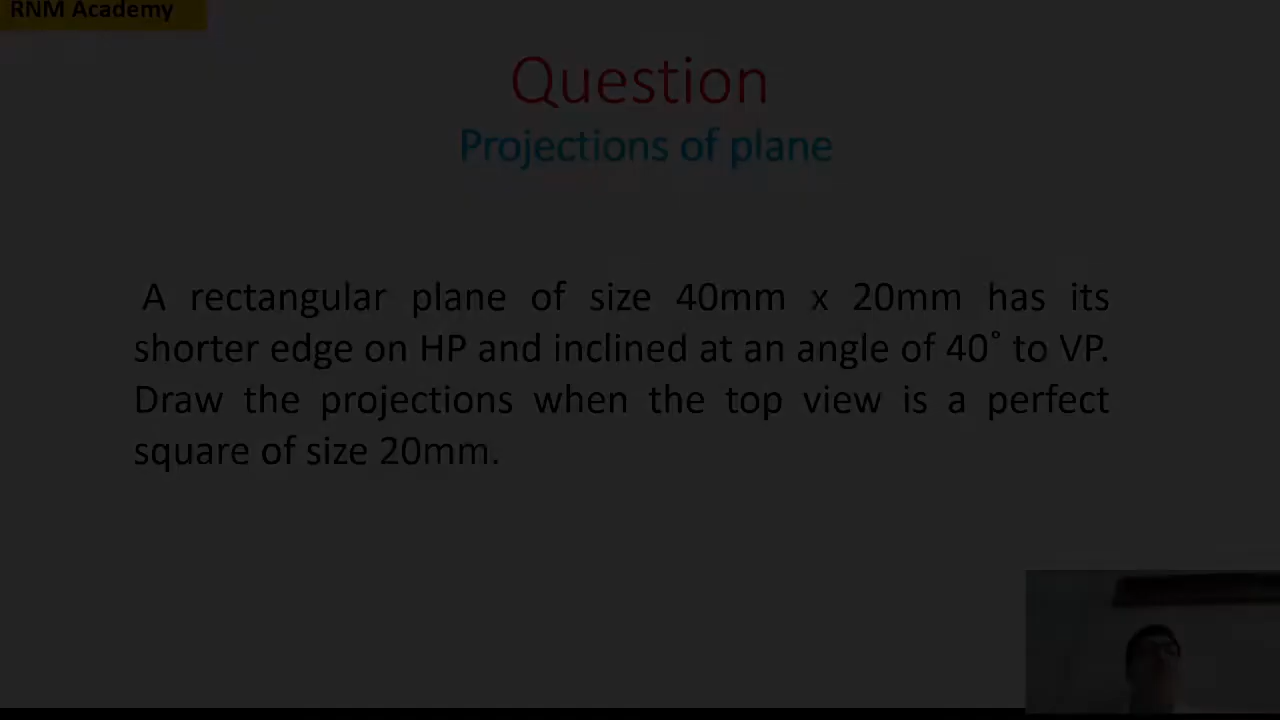 RNM Academy
Question
Projections of plane
A rectangular plane of size 40mm x 20mm has its
shorter edge on HP and inclined at an angle of 40˚ to VP.
Draw the projections when the top view is a perfect
square of size 20mm.